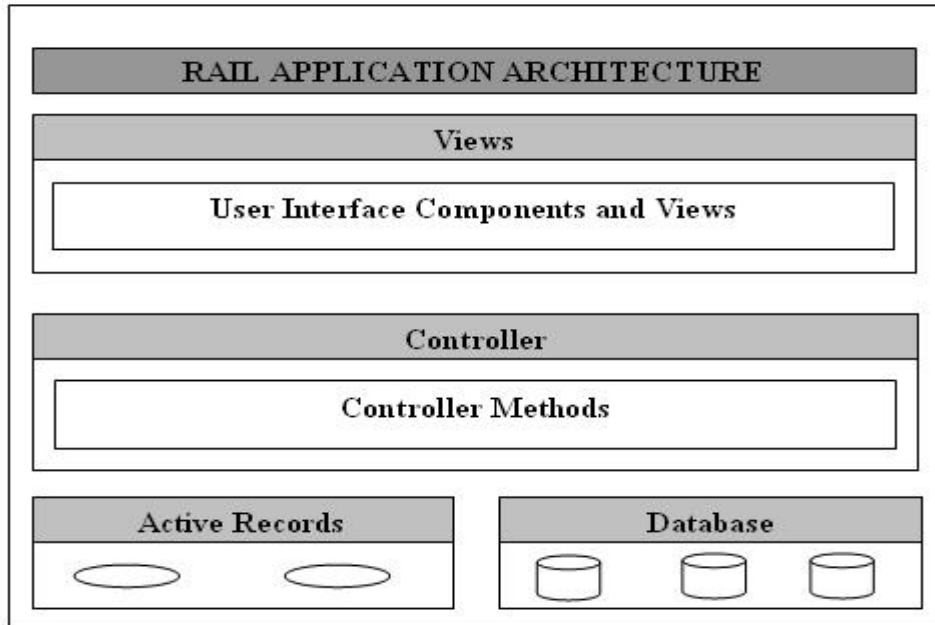 RAIL APPLICATION ARCHITECTURE
Views
User Interface Components and Views
Controller
Controller Methods
Active Records
Database